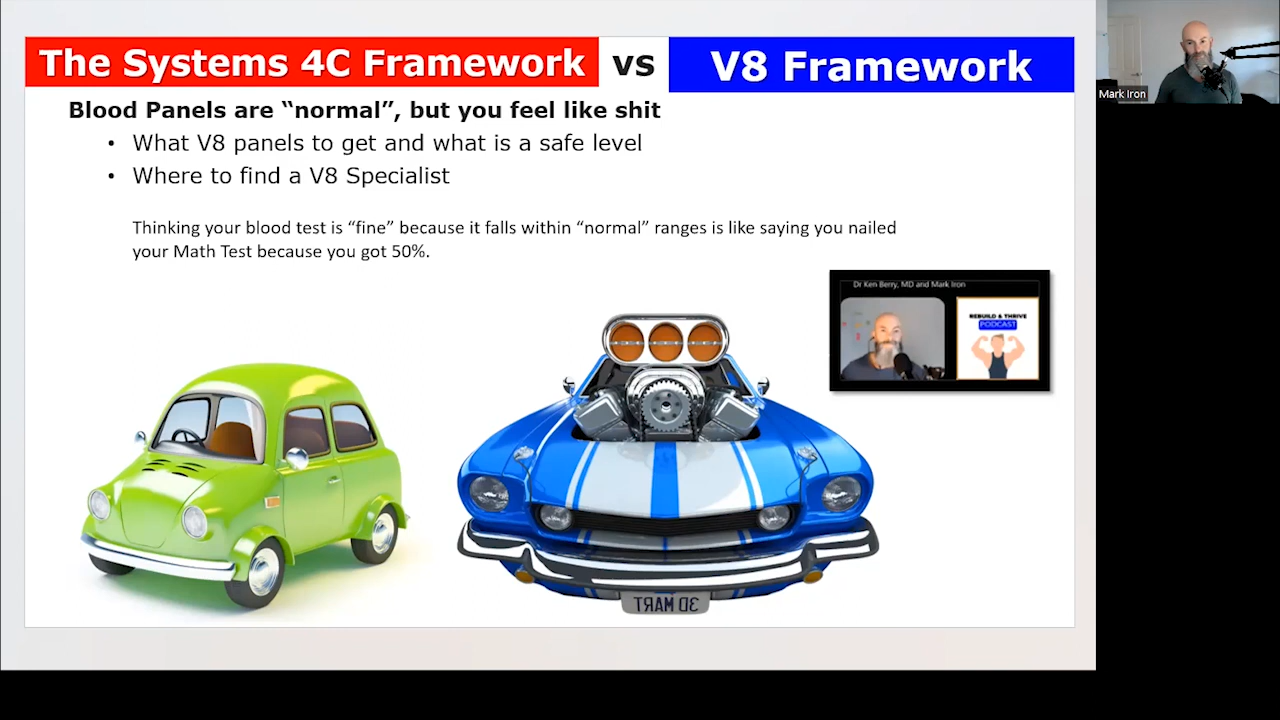 The Systems 4C Framework vs V8 Framework
Mark Iron
Blood Panels are “normal”, but you feel like shit
• What V8 panels to get and what is a safe level
• Where to find a V8 Specialist
Thinking your blood test is “fine” because it falls within “normal” ranges is like saying you nailed
your Math Test because you got 50%.
Dr Ken Berry, MD and Mark Iron
REBUILD & THRIVE
PODCAST